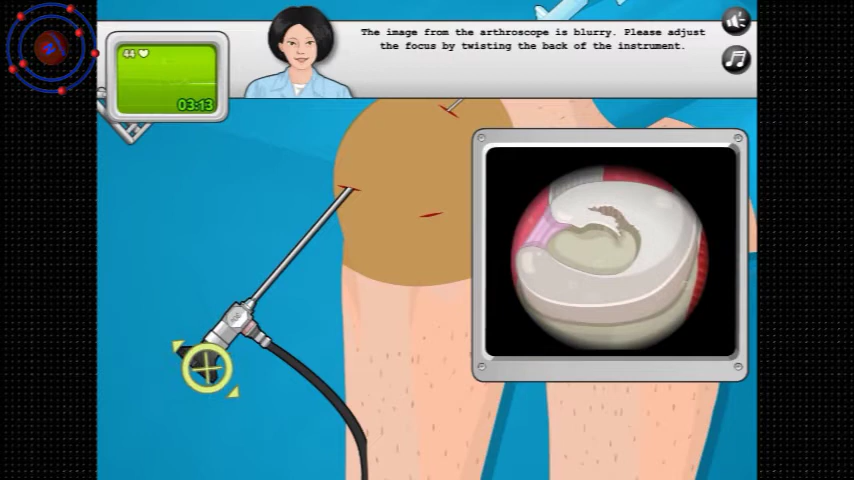 The image from the arthroscope is blurry. Please adjust
the focus by twisting the back of the instrument.
44
03:13